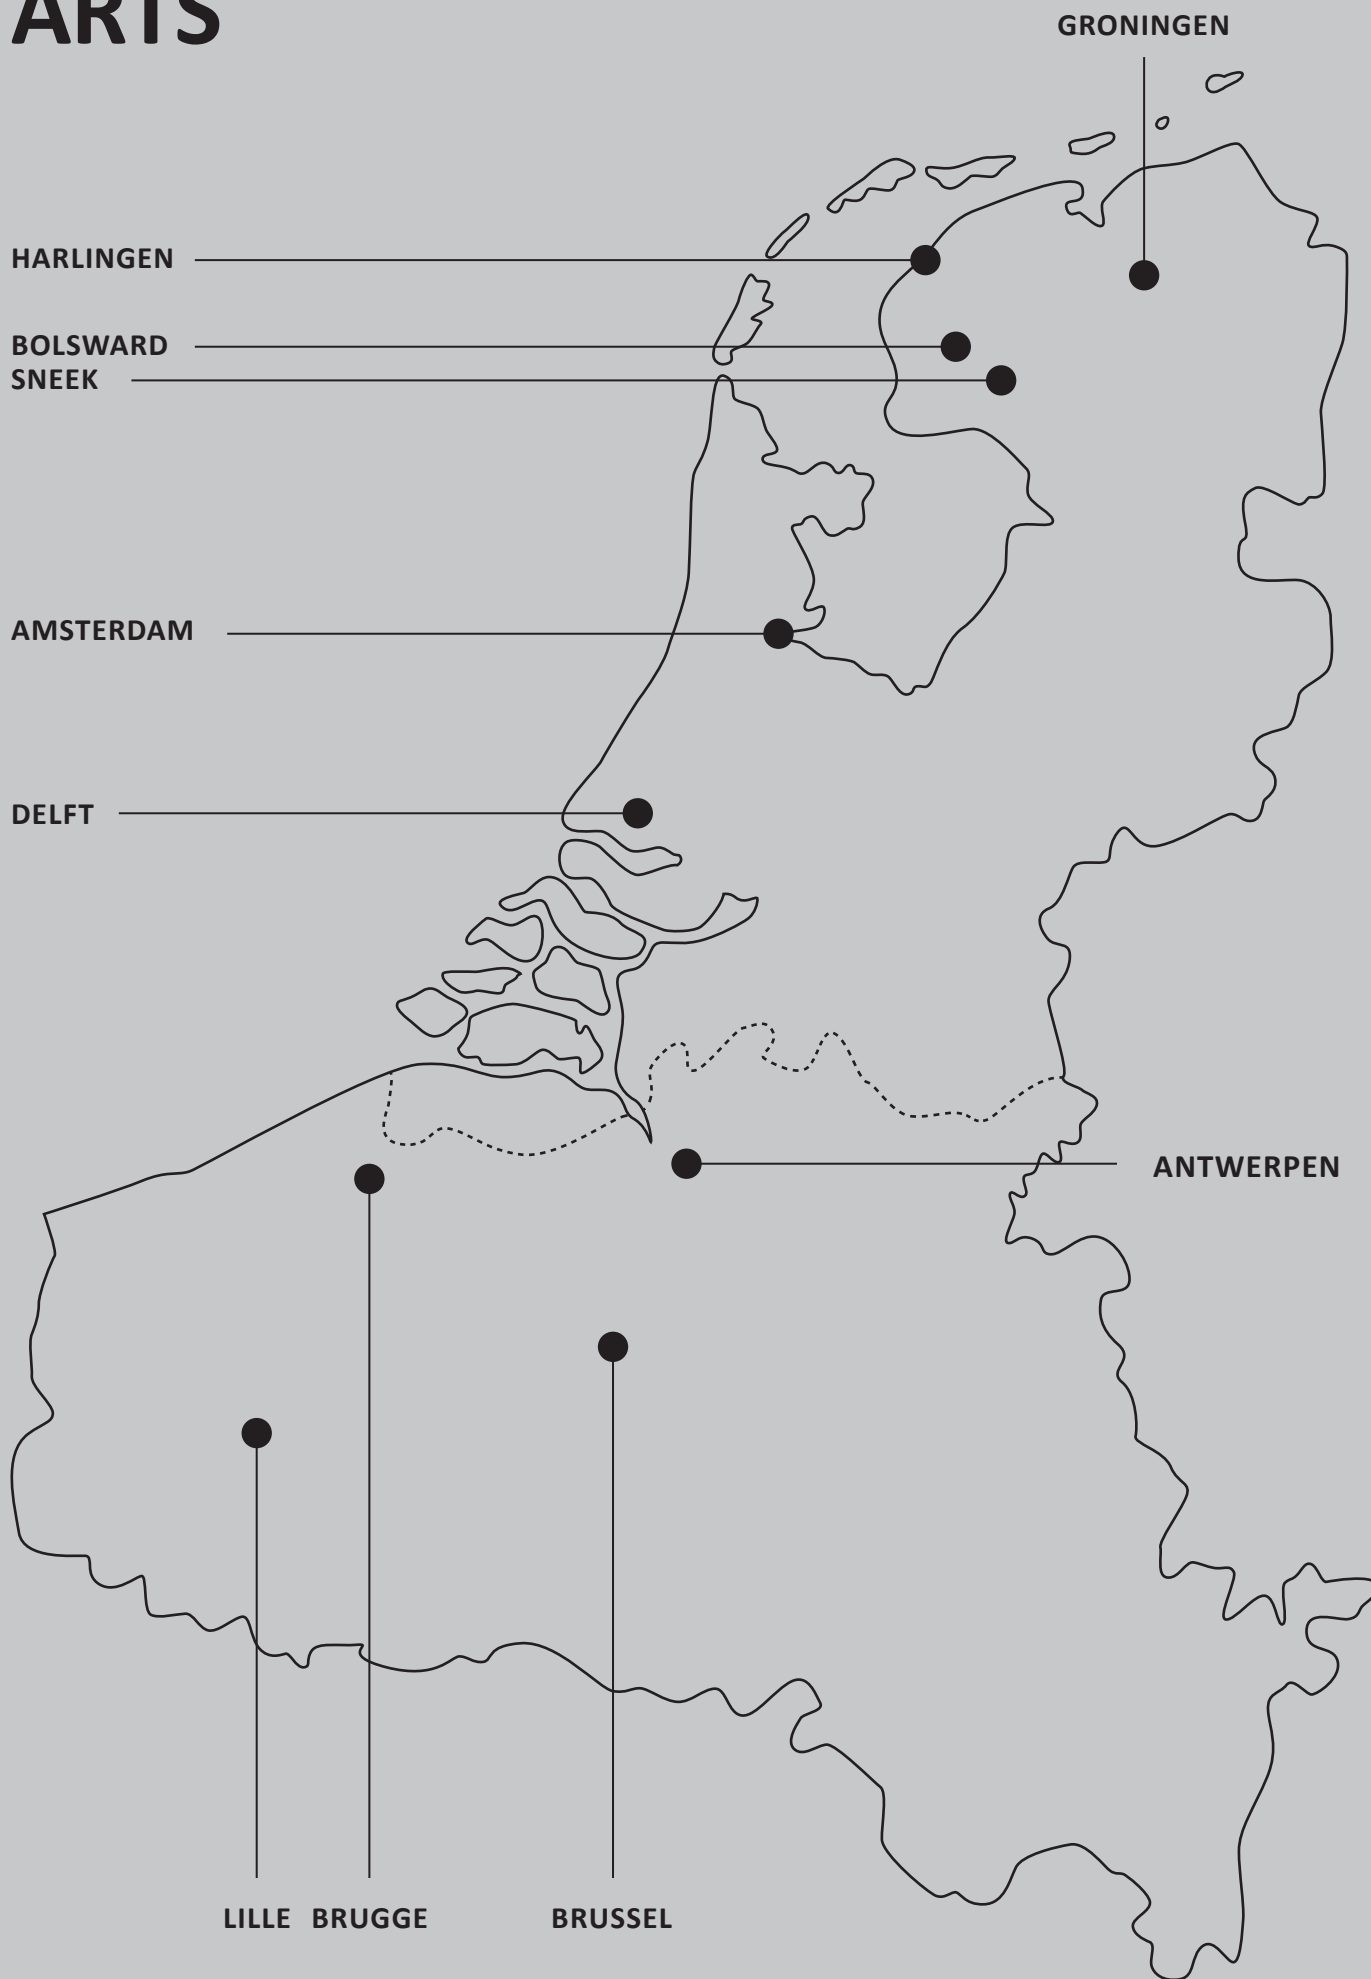 ARTS
GRONINGEN
HARLINGEN
BOLSWARD
SNEEK
AMSTERDAM
DELFT
ANTWERPEN
LILLE BRUGGE BRUSSEL